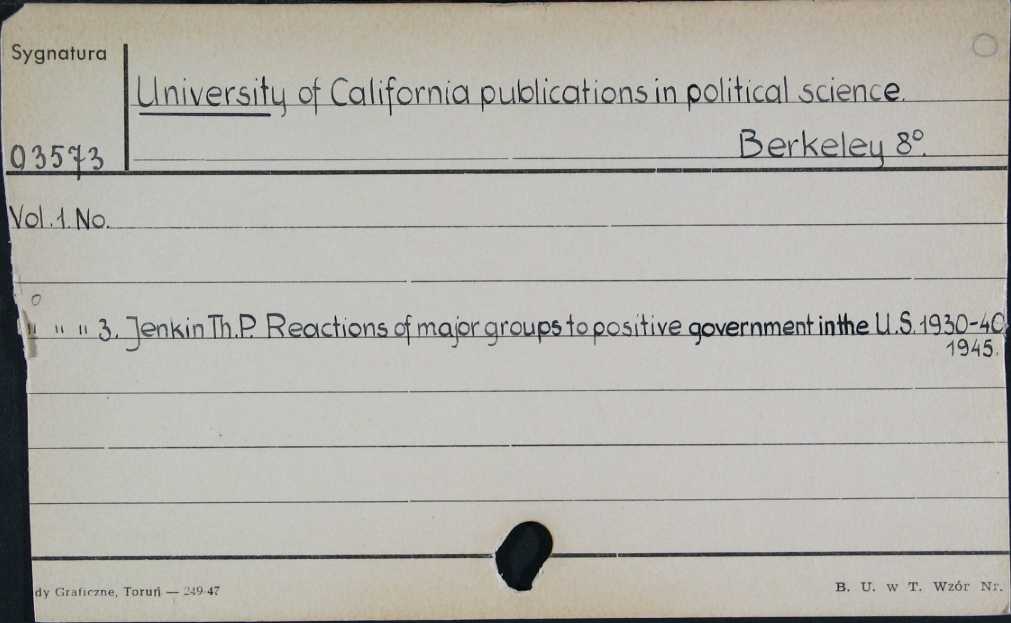 Sygnatura
University of California publications in political science.
03573
Berkeley 8º.
Vol. 1. No.
" " " 3. Jenkin Th.P. Reactions of major groups to positive government in the U.S. 1930-40
1945.
dy Graficzne, Toruń — 249-47
B. U. w T. Wzór Nr.